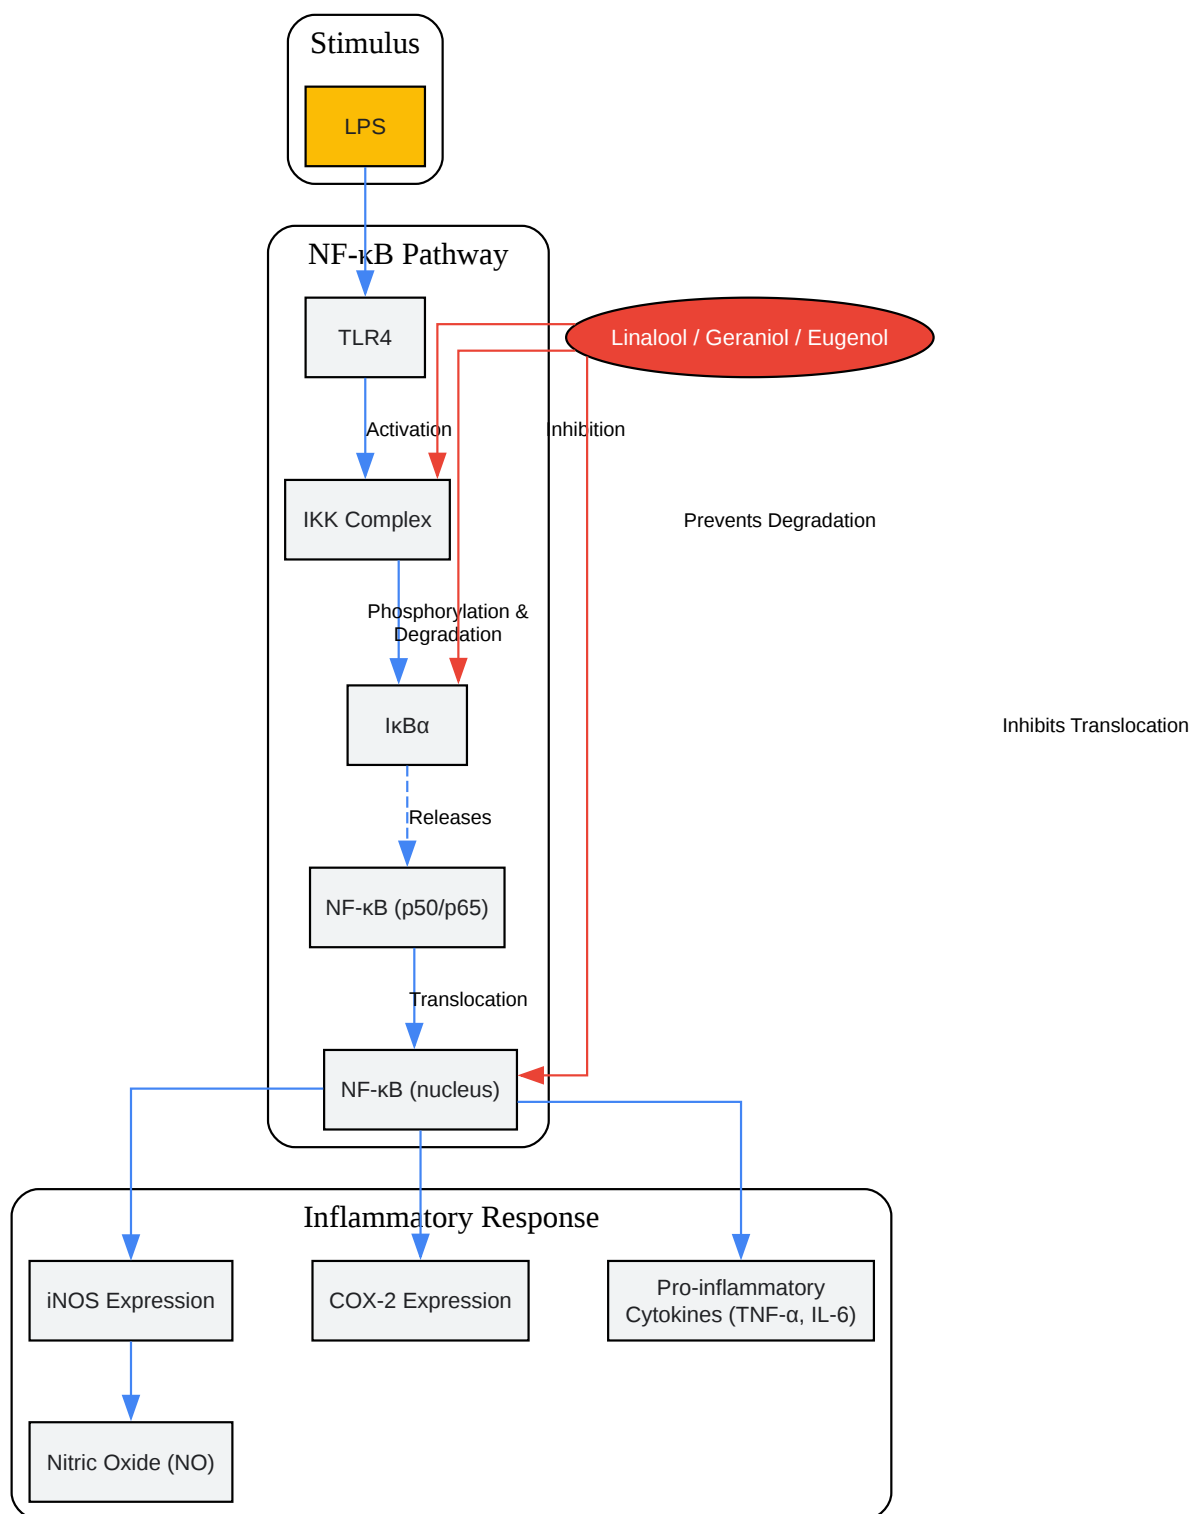 Stimulus
LPS
NF-κB Pathway
TLR4
Linalool / Geraniol / Eugenol
Activation
Inhibition
IKK Complex
Prevents Degradation
Phosphorylation &
Degradation
IκBα
Inhibits Translocation
Releases
NF-κB (p50/p65)
Translocation
NF-κB (nucleus)
Inflammatory Response
iNOS Expression
COX-2 Expression
Pro-inflammatory
Cytokines (TNF-α, IL-6)
Nitric Oxide (NO)